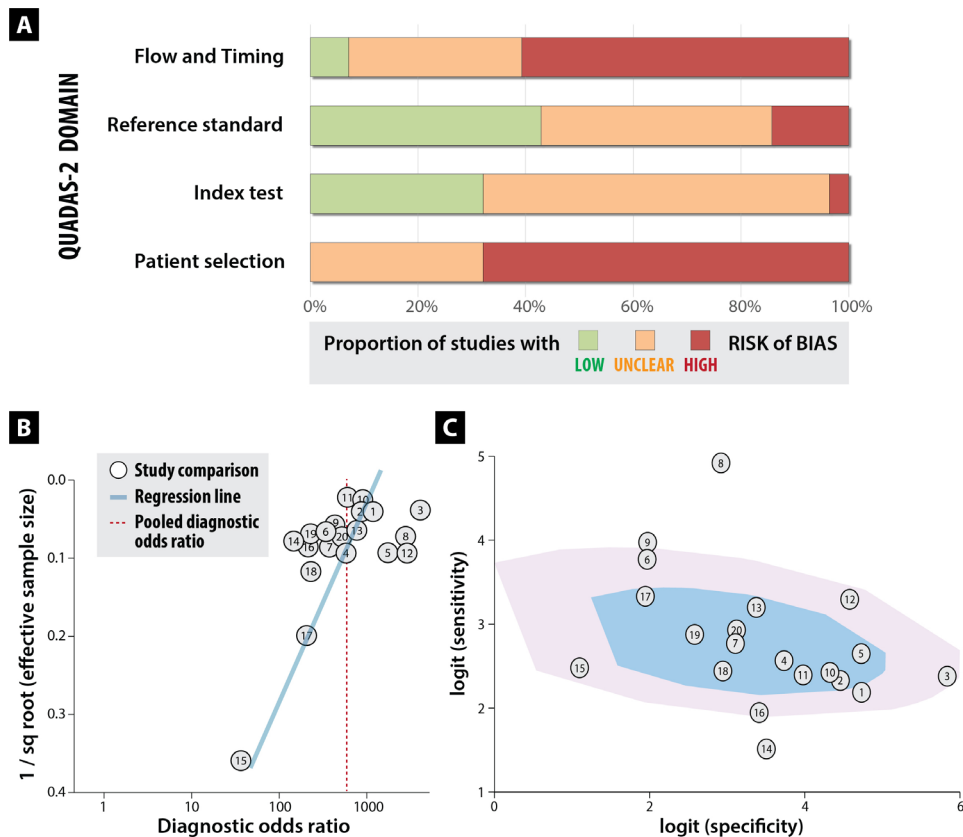 A
QUADAS-2 DOMAIN
Flow and Timing
Reference standard
Index test
Patient selection
0% 20% 40% 60% 80% 100%
Proportion of studies with LOW UNCLEAR HIGH RISK of BIAS
B
Study comparison
Regression line
Pooled diagnostic
odds ratio
1 / sq root (effective sample size)
0.0
0.1
0.2
0.3
0.4
11 10
2 1 3
9
14 19 6 20 13 8
16 7 4 5 12
18
17
15
1 10 100 1000
Diagnostic odds ratio
C
logit (sensitivity)
5
4
3
2
1
8
9
6
17 13 12
19 20
7
15 18 4 11 10 2 5 1 3
16
14
2 4 6
logit (specificity)